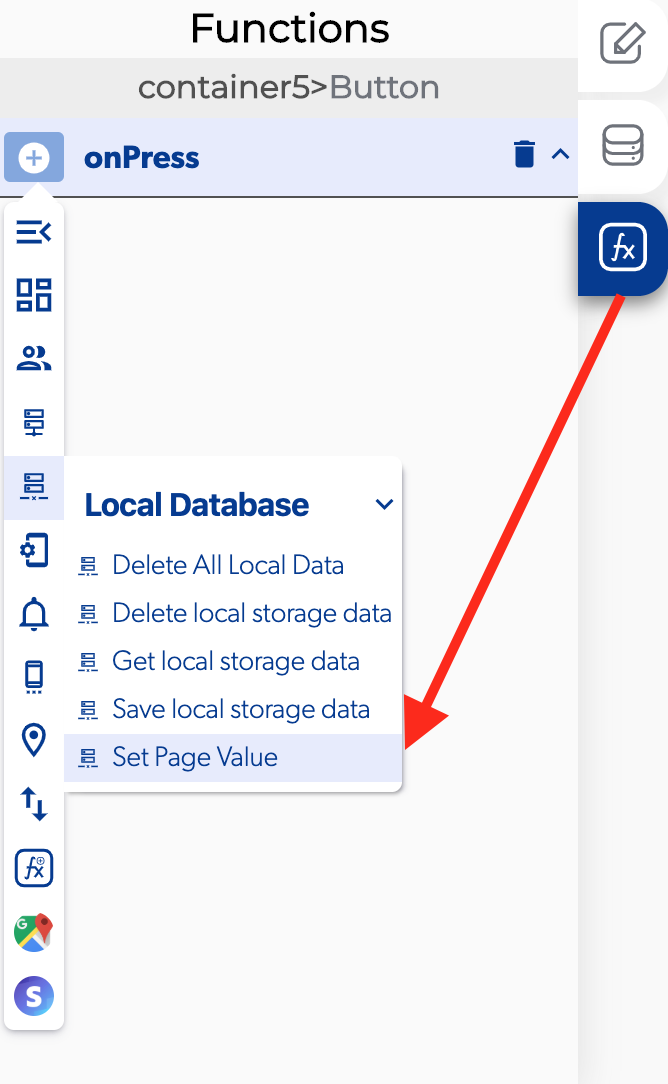 Functions
container5>Button
onPress
fx
Local Database
Delete All Local Data
Delete local storage data
Get local storage data
Save local storage data
Set Page Value
fx
G
S